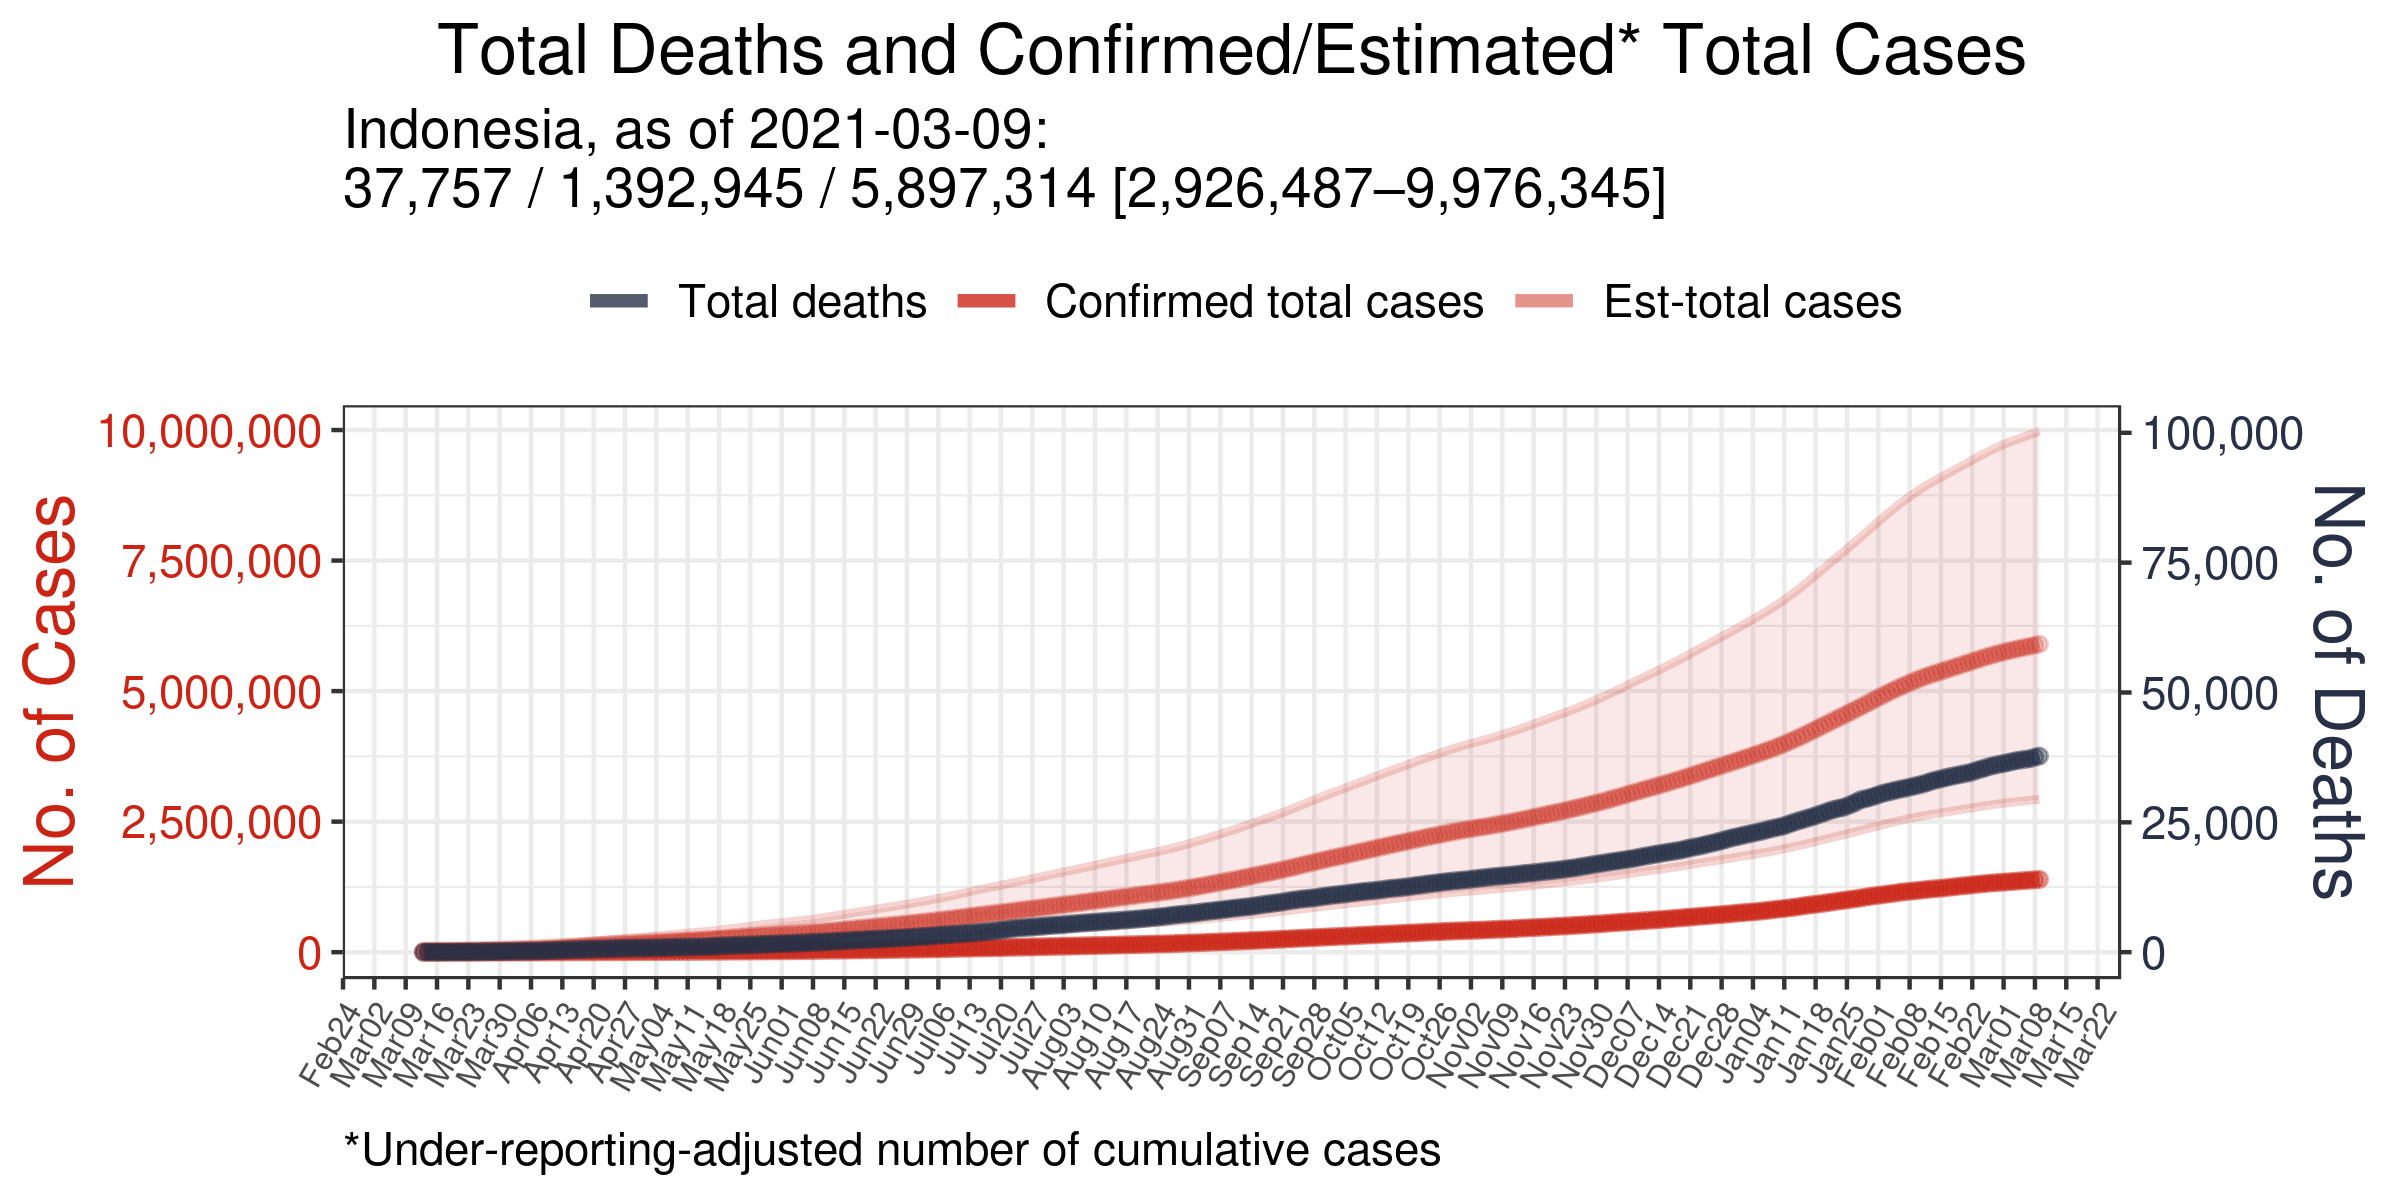 Total Deaths and Confirmed/Estimated* Total Cases
Indonesia, as of 2021-03-09:
37,757 / 1,392,945 / 5,897,314 [2,926,487–9,976,345]
Total deaths
Confirmed total cases
Est-total cases
No. of Cases
10,000,000
7,500,000
5,000,000
2,500,000
0
100,000
75,000
50,000
25,000
0
No. of Deaths
Feb24
Mar02
Mar09
Mar16
Mar23
Mar30
Apr06
Apr13
Apr20
Apr27
May04
May11
May18
May25
Jun01
Jun08
Jun15
Jun22
Jun29
Jul06
Jul13
Jul20
Jul27
Aug03
Aug10
Aug17
Aug24
Aug31
Sep07
Sep14
Sep21
Sep28
Oct05
Oct12
Oct19
Oct26
Nov02
Nov09
Nov16
Nov23
Nov30
Dec07
Dec14
Dec21
Dec28
Jan04
Jan11
Jan18
Jan25
Feb01
Feb08
Feb15
Feb22
Mar01
Mar08
Mar15
Mar22
*Under-reporting-adjusted number of cumulative cases